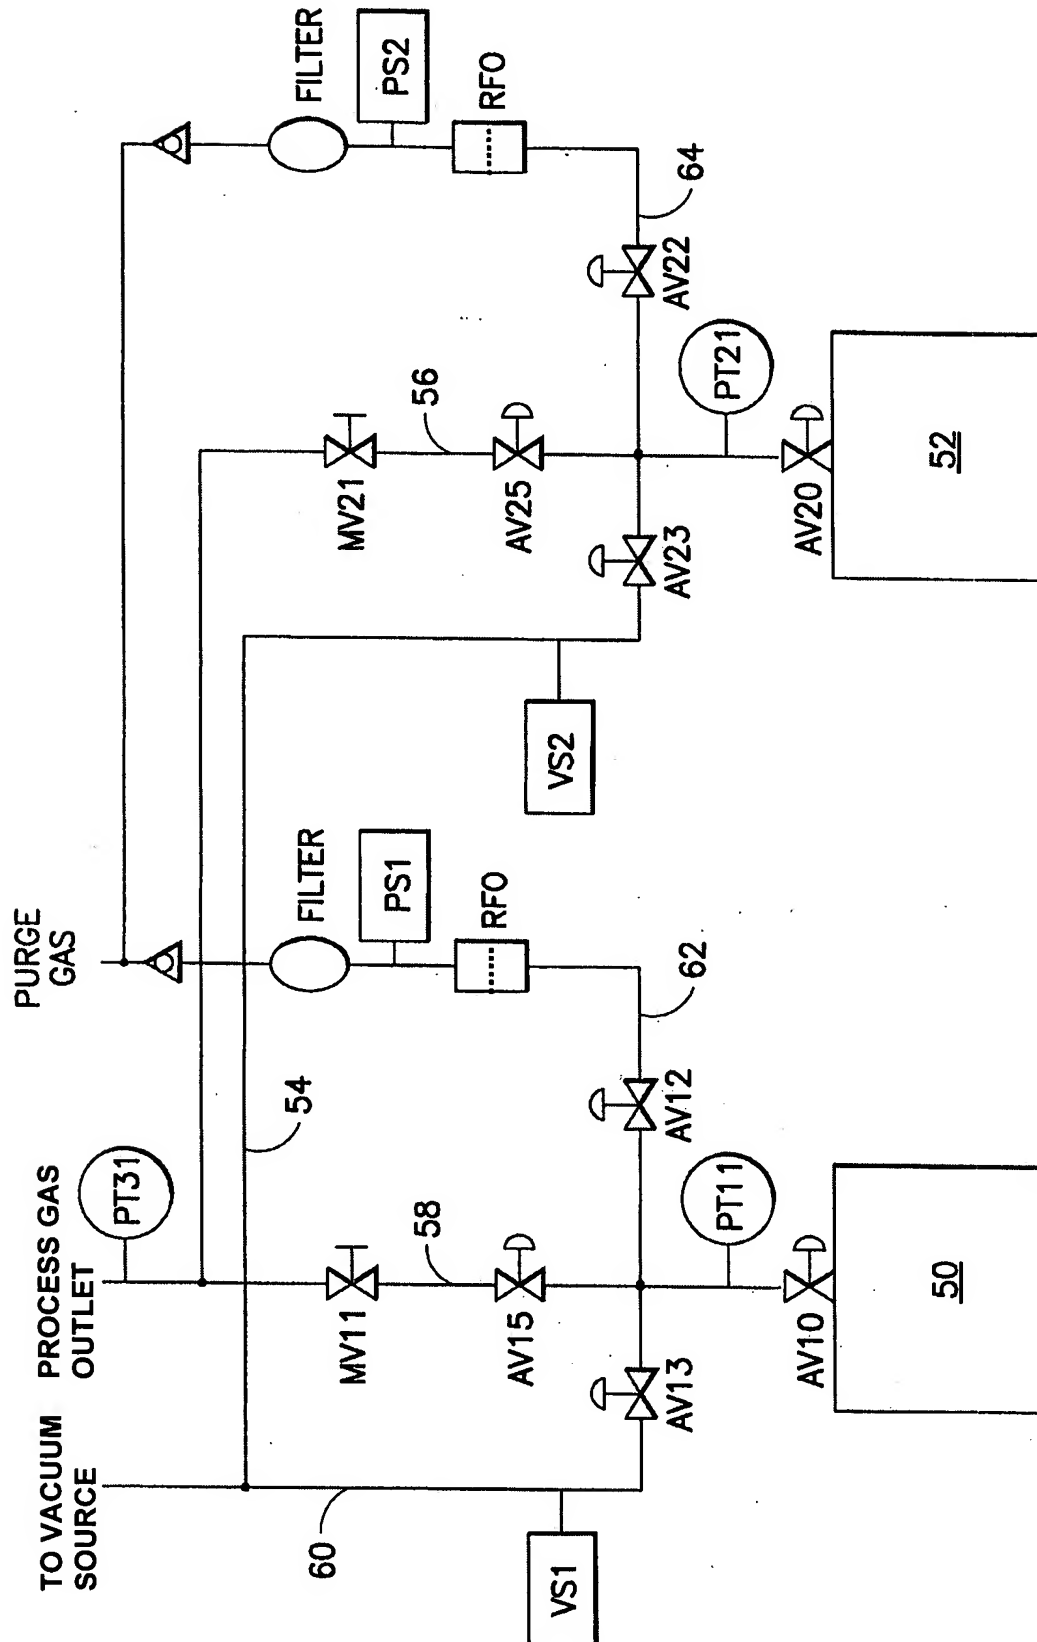 TO VACUUM
SOURCE
PROCESS GAS
OUTLET
PURGE
GAS
PT31
54
60
58
MV11
AV15
VS1
AV13
AV12
62
FILTER
PS1
RFO
PT11
AV10
50
FILTER
PS2
RFO
64
56
MV21
AV25
VS2
AV23
AV22
PT21
AV20
52